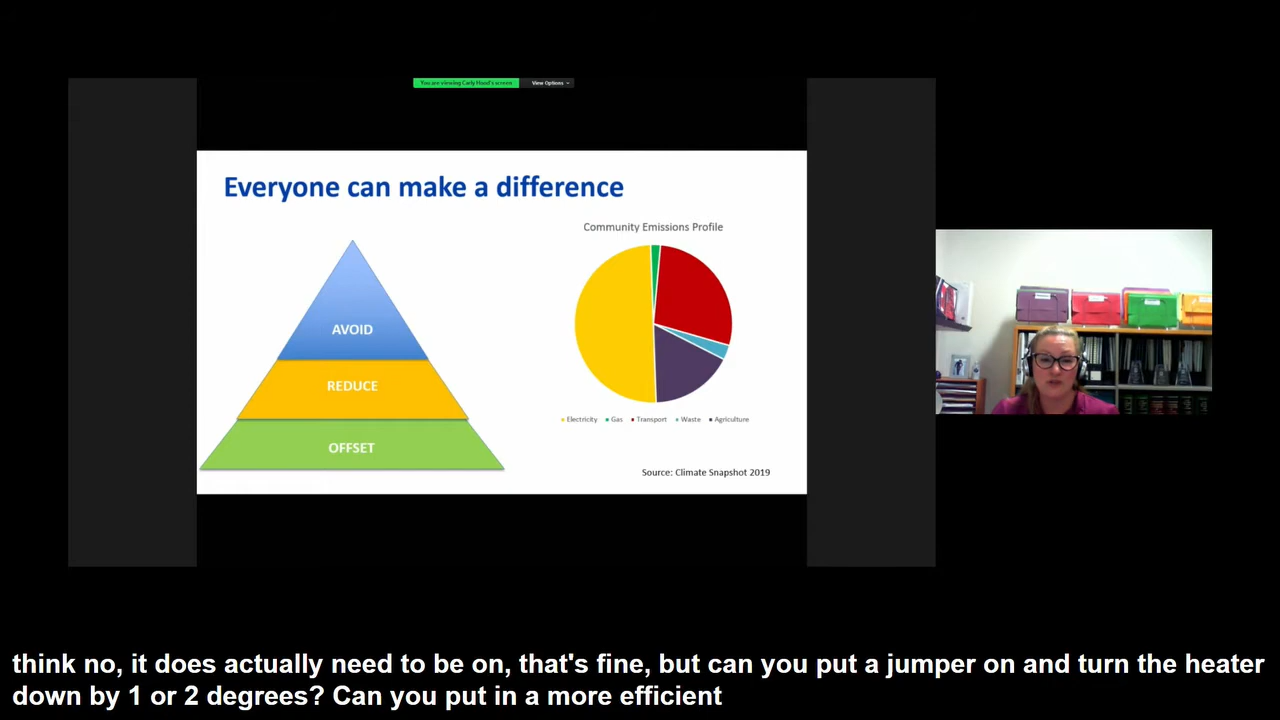 You are viewing Carly Hood's screen
View Options
Everyone can make a difference
Community Emissions Profile
AVOID
REDUCE
OFFSET
Electricity Gas Transport Waste Agriculture
Source: Climate Snapshot 2019
think no, it does actually need to be on, that's fine, but can you put a jumper on and turn the heater
down by 1 or 2 degrees? Can you put in a more efficient